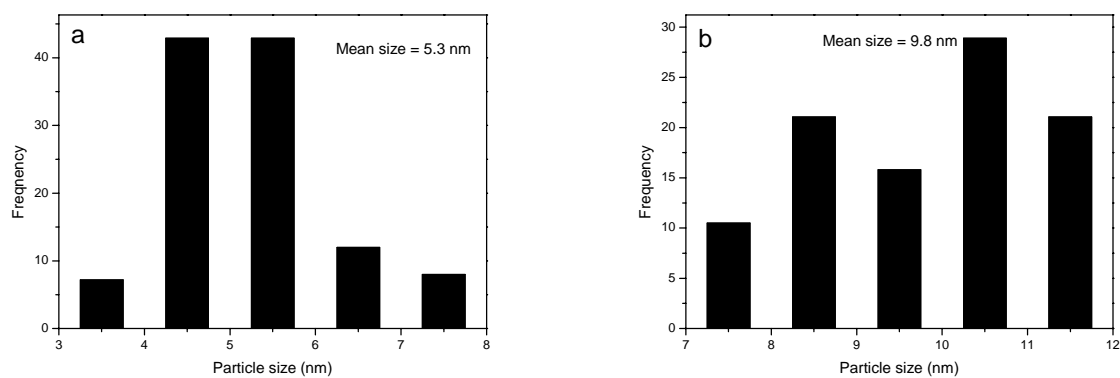 a
Mean size = 5.3 nm
40
30
20
10
0
3 4 5 6 7 8
Freqnency
Particle size (nm)
b
Mean size = 9.8 nm
30
25
20
15
10
5
0
7 8 9 10 11 12
Frequency
Particle size (nm)